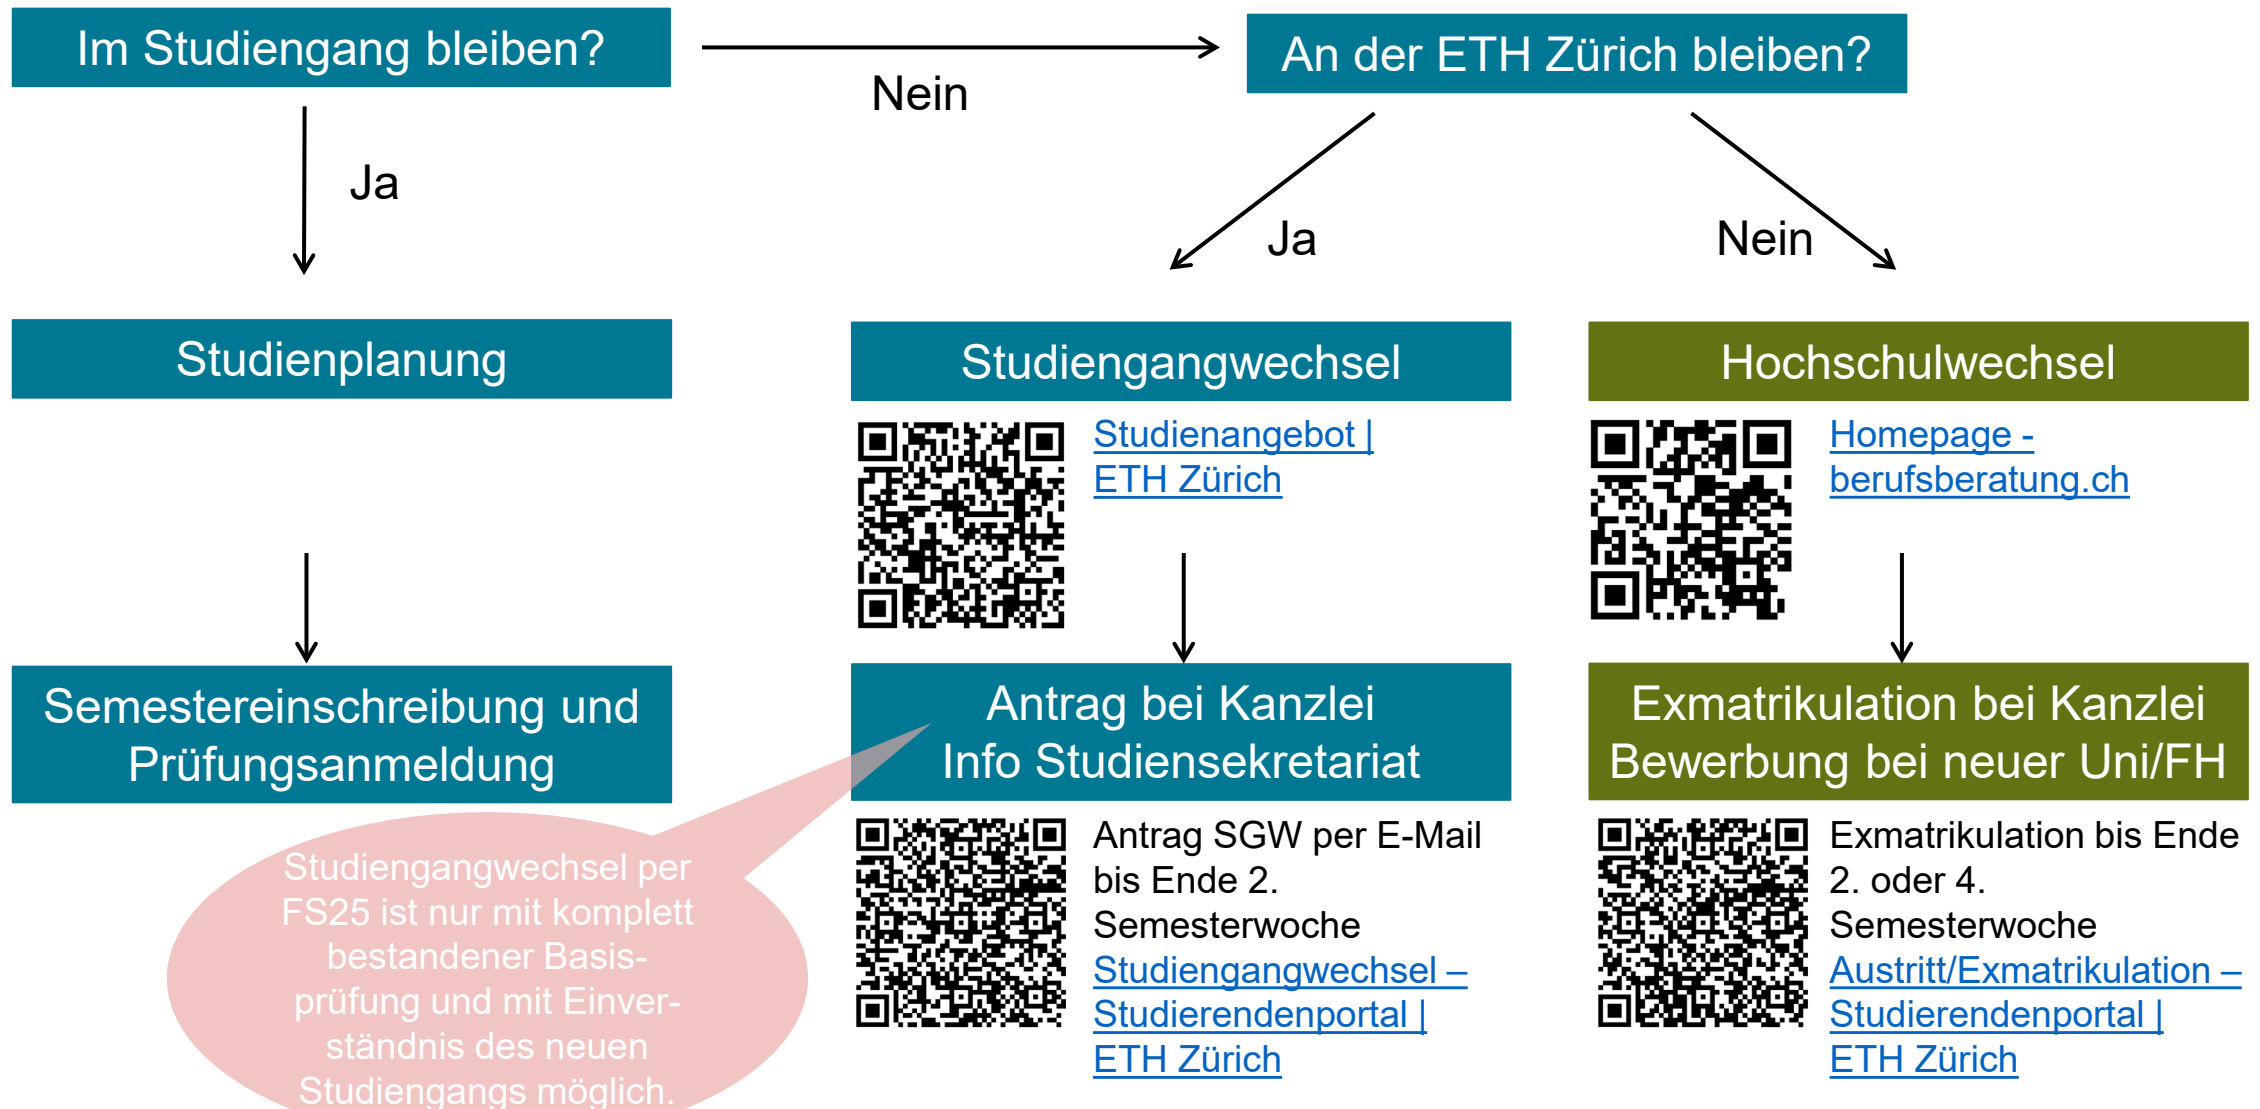 Im Studiengang bleiben?
Nein
An der ETH Zürich bleiben?
Ja
Ja
Nein
Studienplanung
Studiengangwechsel
Hochschulwechsel
Studienangebot |
ETH Zürich
Homepage -
berufsberatung.ch
Semestereinschreibung und
Prüfungsanmeldung
Antrag bei Kanzlei
Info Studiensekretariat
Exmatrikulation bei Kanzlei
Bewerbung bei neuer Uni/FH
Studiengangwechsel per
FS25 ist nur mit komplett
bestandener Basis-
prüfung und mit Einver-
ständnis des neuen
Studiengangs möglich.
Antrag SGW per E-Mail
bis Ende 2.
Semesterwoche
Studiengangwechsel –
Studierendenportal |
ETH Zürich
Exmatrikulation bis Ende
2. oder 4.
Semesterwoche
Austritt/Exmatrikulation –
Studierendenportal |
ETH Zürich